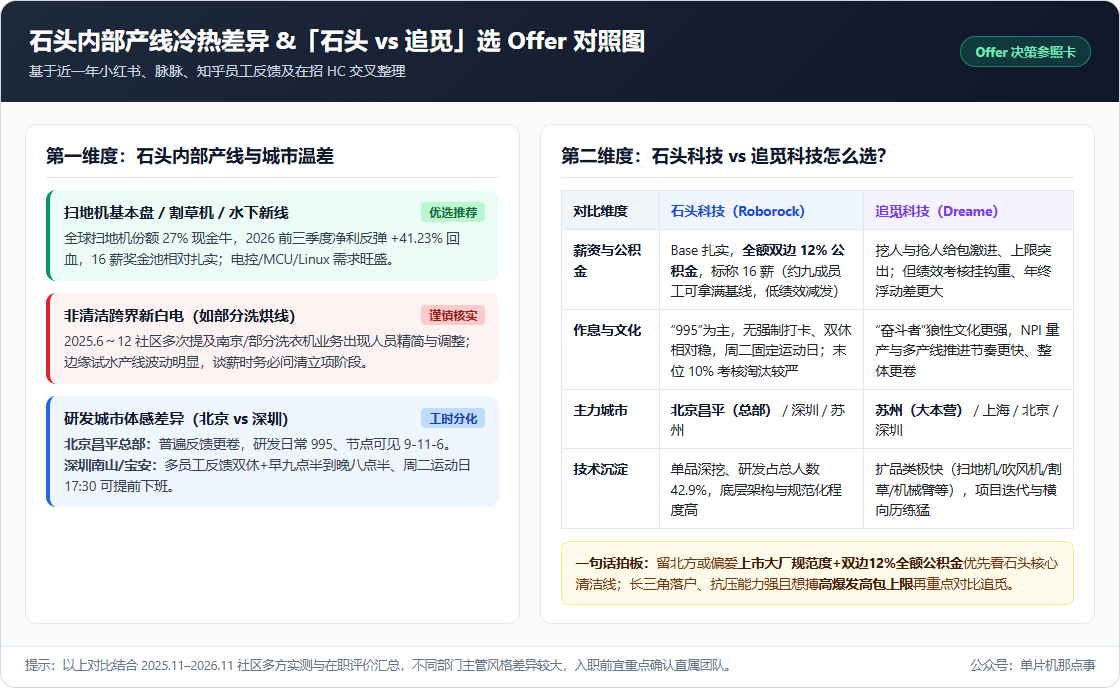 石头内部产线冷热差异 &「石头 vs 追觅」选 Offer 对照图
基于近一年小红书、脉脉、知乎员工反馈及在招 HC 交叉整理
Offer 决策参照卡
第一维度：石头内部产线与城市温差
扫地机基本盘 / 割草机 / 水下新线
优选推荐
全球扫地机份额 27% 现金牛，2026 前三季度净利反弹 +41.23% 回
血，16 薪奖金池相对扎实；电控/MCU/Linux 需求旺盛。
非清洁跨界新白电（如部分洗烘线）
谨慎核实
2025.6～12 社区多次提及南京/部分洗衣机业务出现人员精简与调整；
边缘试水产线波动明显，谈薪时务必问清立项阶段。
研发城市体感差异（北京 vs 深圳）
工时分化
北京昌平总部：普遍反馈更卷，研发日常 995、节点可见 9-11-6。
深圳南山/宝安：多员工反馈双休+早九点半到晚八点半、周二运动日
17:30 可提前下班。
第二维度：石头科技 vs 追觅科技怎么选？
对比维度
石头科技（Roborock）
追觅科技（Dreame）
薪资与公积
金
Base 扎实，全额双边 12% 公
积金，标称 16 薪（约九成员
工可拿满基线，低绩效减发）
挖人与抢人给包激进、上限突
出；但绩效考核挂钩重、年终
浮动差更大
作息与文化
“995”为主，无强制打卡、双休
相对稳，周二固定运动日；末
位 10% 考核淘汰较严
“奋斗者”狼性文化更强，NPI 量
产与多产线推进节奏更快、整
体更卷
主力城市
北京昌平（总部） / 深圳 / 苏
州
苏州（大本营） / 上海 / 北京 /
深圳
技术沉淀
单品深挖、研发占总人数
42.9%，底层架构与规范化程
度高
扩品类极快（扫地机/吹风机/割
草/机械臂等），项目迭代与横
向历练猛
一句话拍板：留北方或偏爱上市大厂规范度+双边12%全额公积金优先看石头核心
清洁线；长三角落户、抗压能力强且想搏高爆发高包上限再重点对比追觅。
提示：以上对比结合 2025.11–2026.11 社区多方实测与在职评价汇总，不同部门主管风格差异较大，入职前宜重点确认直属团队。
公众号：单片机那点事